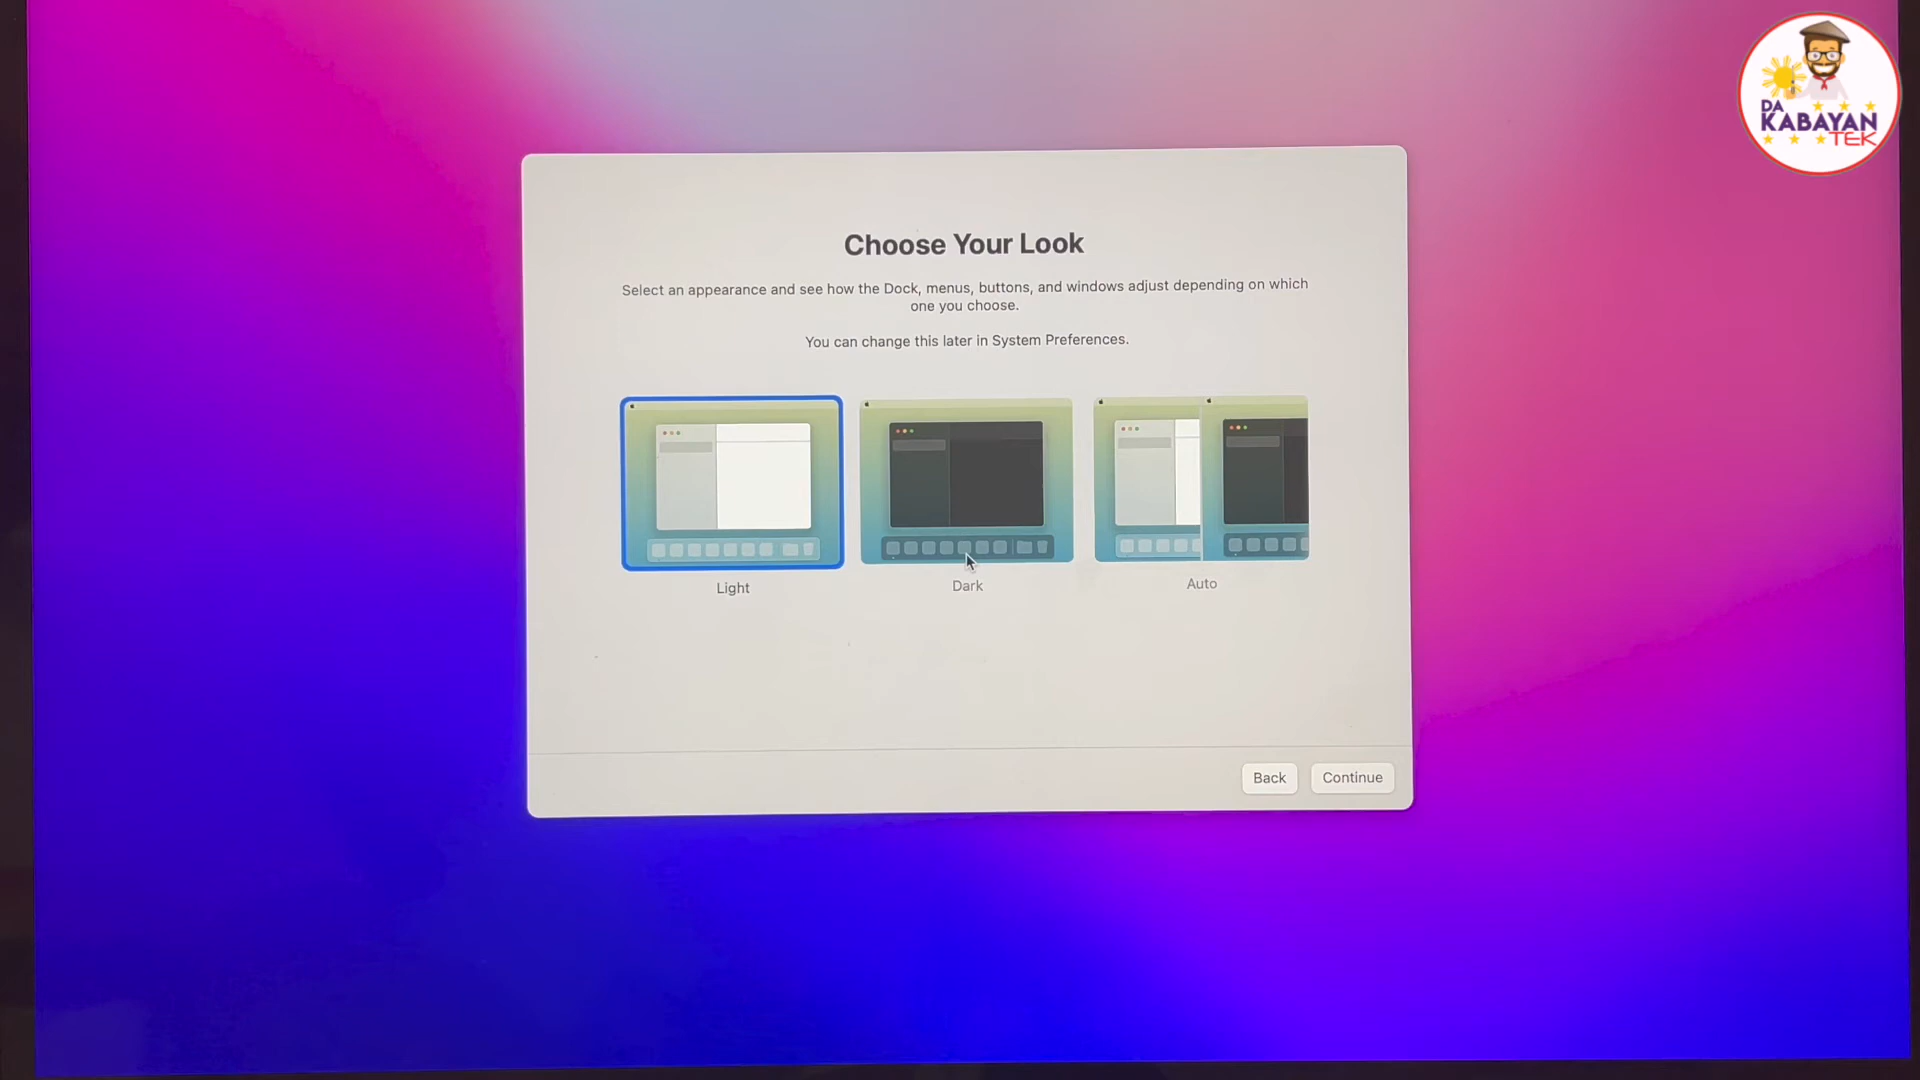 DA
KABAYAN
TEK
Choose Your Look
Select an appearance and see how the Dock, menus, buttons, and windows adjust depending on which
one you choose.
You can change this later in System Preferences.
Light
Dark
Auto
Back
Continue